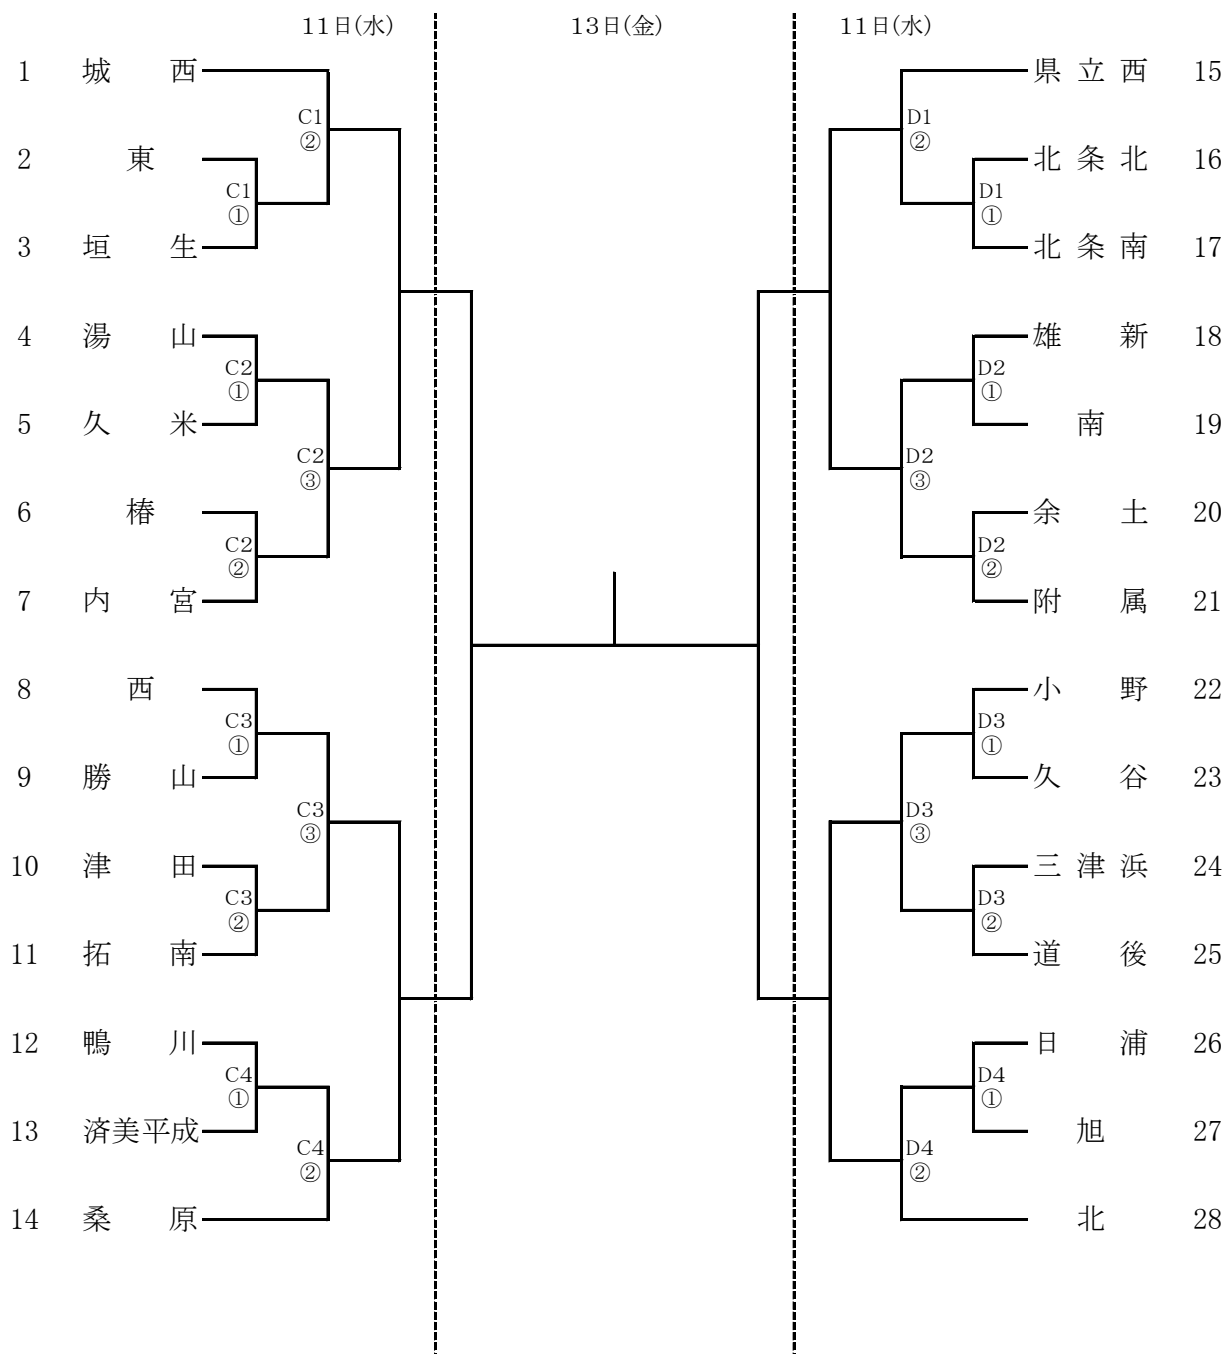 11日(水) 13日(金) 11日(水)
1 城西 県立西 15
C1 ② D1 ②
2 東 北条北 16
C1 ① D1 ①
3 垣生 北条南 17
4 湯山 雄新 18
C2 ① D2 ①
5 久米 南 19
C2 ③ D2 ③
6 椿 余土 20
C2 ② D2 ②
7 内宮 附属 21
8 西 小野 22
C3 ① D3 ①
9 勝山 久谷 23
C3 ③ D3 ③
10 津田 三津浜 24
C3 ② D3 ②
11 拓南 道後 25
12 鴨川 日浦 26
C4 ① D4 ①
13 済美平成 旭 27
C4 ② D4 ②
14 桑原 北 28